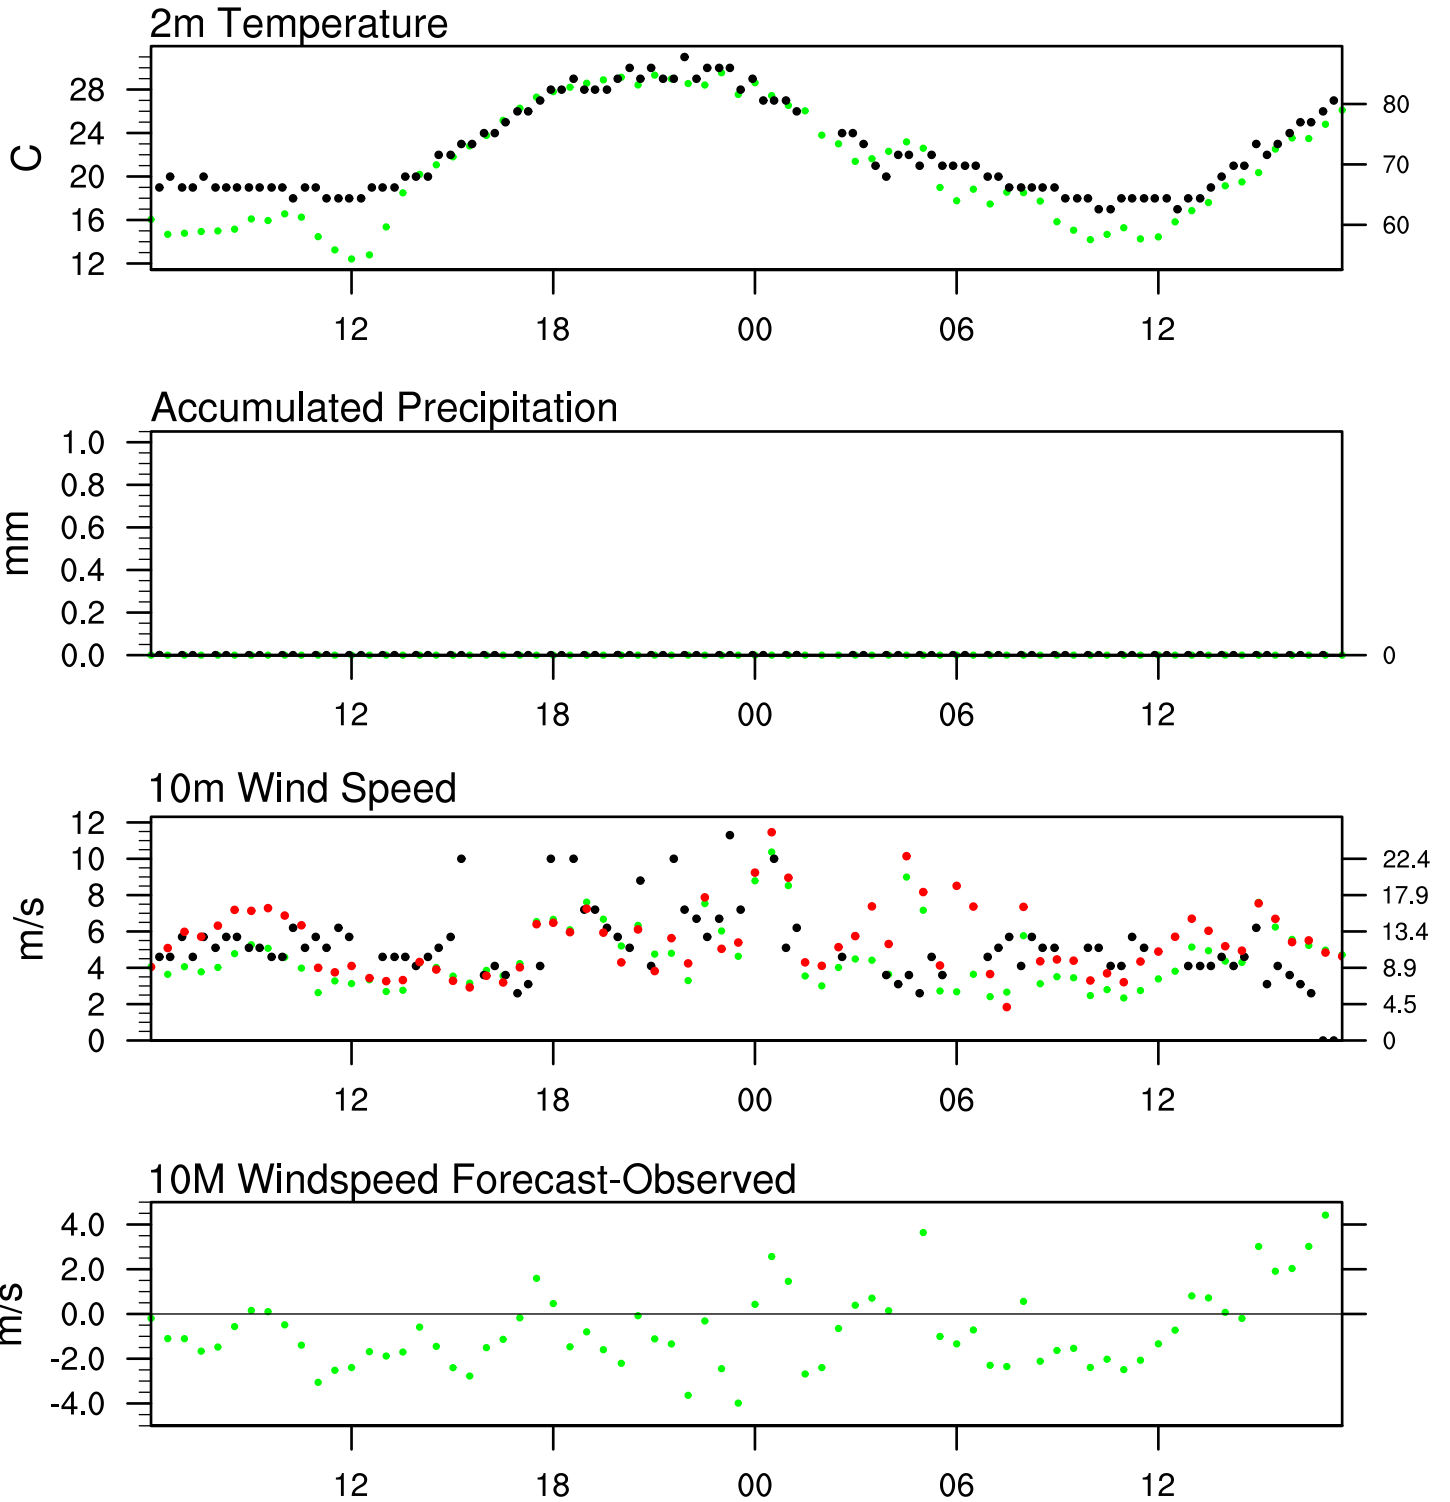 2m Temperature
28
24
20
16
12
C
80
70
60
12 18 00 06 12
Accumulated Precipitation
1.0
0.8
0.6
0.4
0.2
0.0
mm
0
12 18 00 06 12
10m Wind Speed
12
10
8
6
4
2
0
m/s
22.4
17.9
13.4
8.9
4.5
0
12 18 00 06 12
10M Windspeed Forecast-Observed
4.0
2.0
0.0
-2.0
-4.0
m/s
12 18 00 06 12